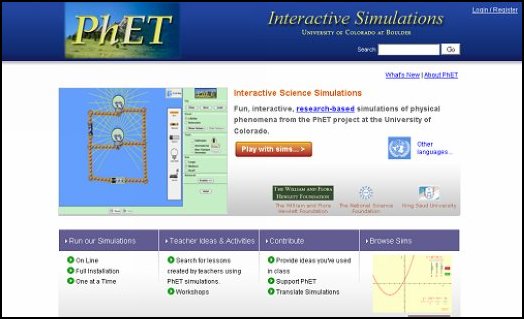 Login / Register
PhET
Interactive Simulations
University of Colorado at Boulder
Search
Go
What's New | About PhET
Interactive Science Simulations
Fun, interactive, research-based simulations of physical
phenomena from the PhET project at the University of
Colorado.
Play with sims... >
Other
languages...
The William and Flora
Hewlett Foundation
The William and Flora
Hewlett Foundation
The National Science
Foundation
King Saud University
Run our Simulations
On Line
Full Installation
One at a Time
Teacher Ideas & Activities
Search for lessons
created by teachers using
PhET simulations.
Workshops
Contribute
Provide ideas you've used
in class
Support PhET
Translate Simulations
Browse Sims